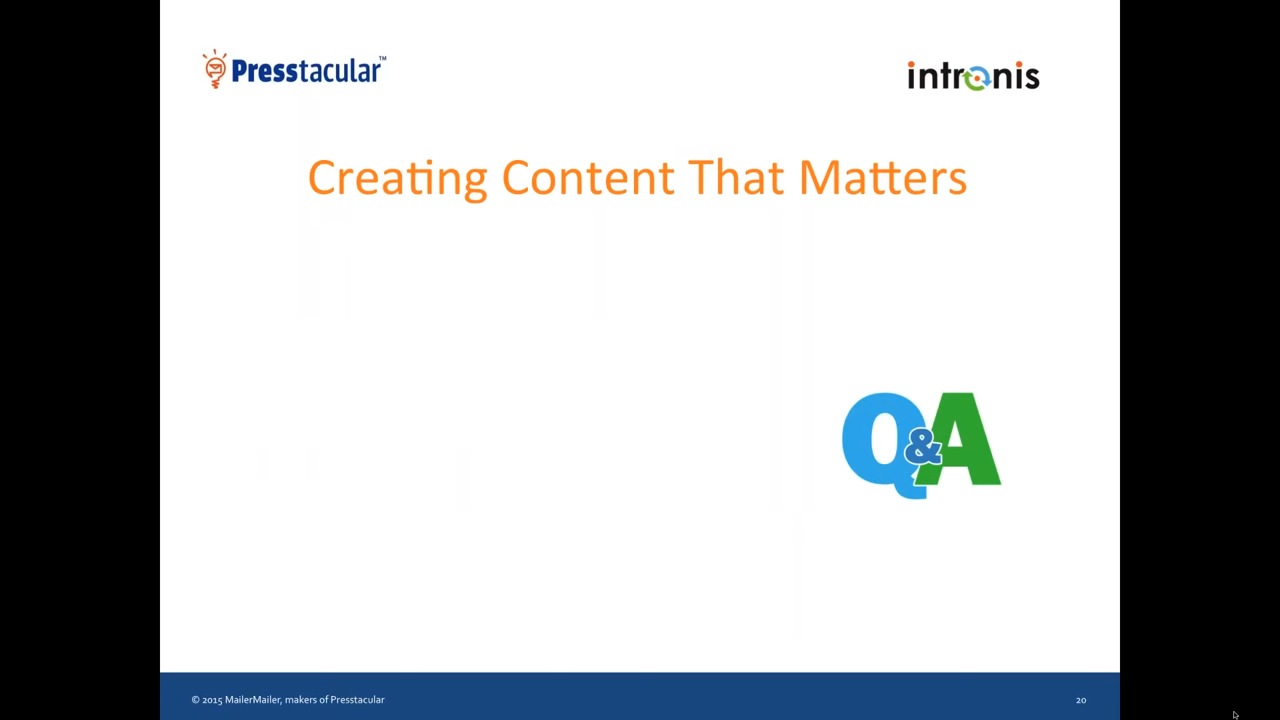 Presstacular™
intronis
Creating Content That Matters
Q&A
© 2015 MailerMailer, makers of Presstacular
20